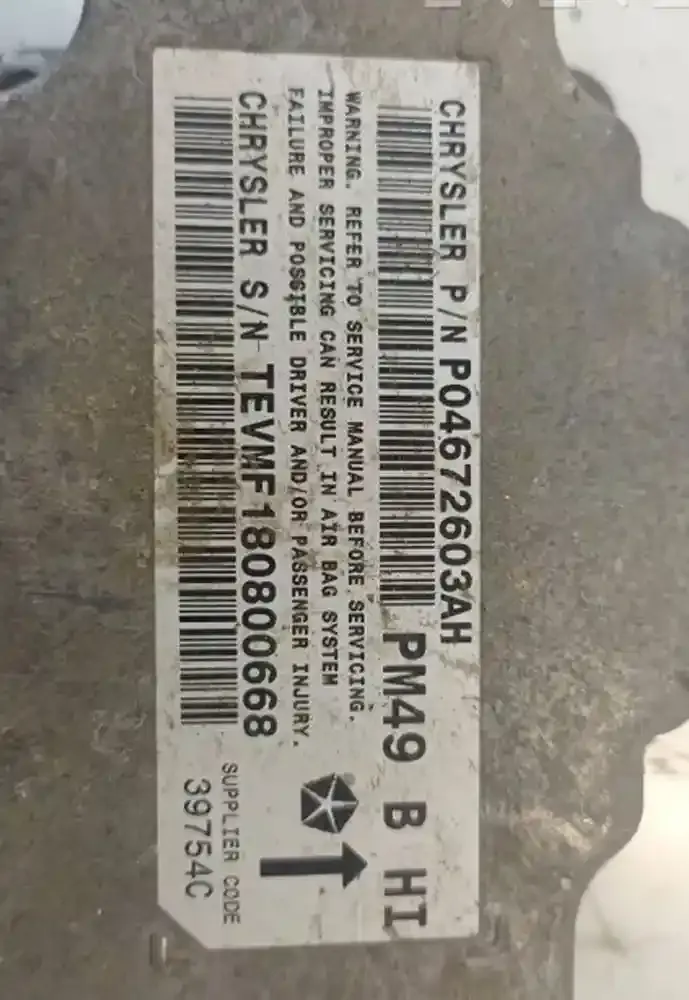 CHRYSLER P/N P04672603AH
PM49 B HI
WARNING. REFER TO SERVICE MANUAL BEFORE SERVICING.
IMPROPER SERVICING CAN RESULT IN AIR BAG SYSTEM
FAILURE AND POSSIBLE DRIVER AND/OR PASSENGER INJURY.
CHRYSLER S/N TEVMF180800668
SUPPLIER CODE
39754C